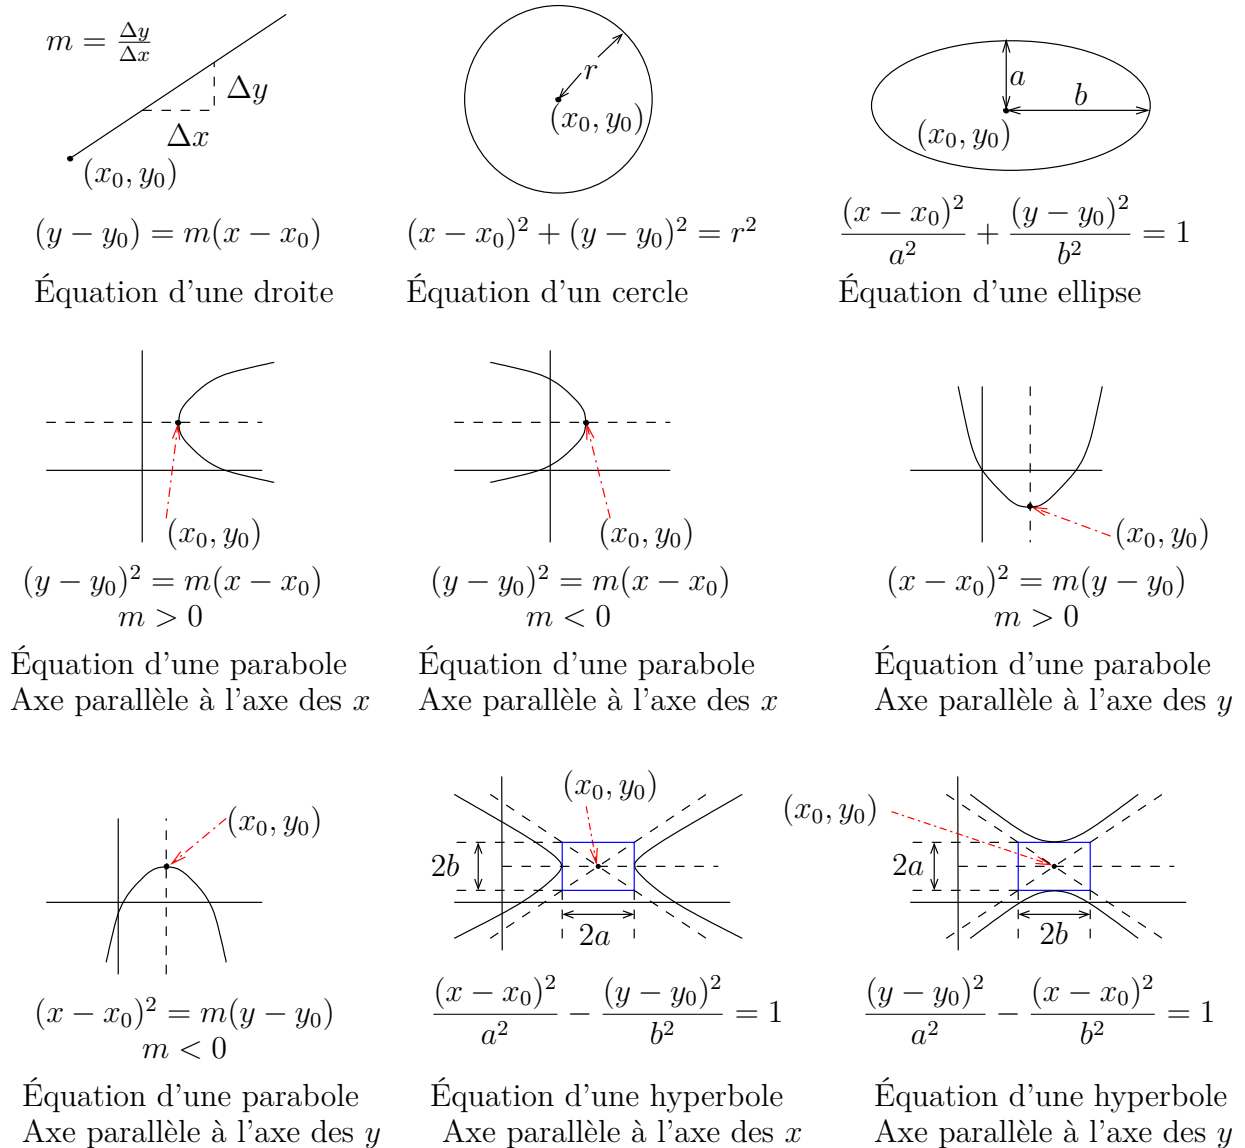 m = Δy/Δx
Δy
Δx
(x₀, y₀)
(y − y₀) = m(x − x₀)
Équation d'une droite
r
(x₀, y₀)
(x − x₀)² + (y − y₀)² = r²
Équation d'un cercle
a
b
(x₀, y₀)
(x − x₀)²/a² + (y − y₀)²/b² = 1
Équation d'une ellipse
(x₀, y₀)
(y − y₀)² = m(x − x₀)
m > 0
Équation d'une parabole
Axe parallèle à l'axe des x
(x₀, y₀)
(y − y₀)² = m(x − x₀)
m < 0
Équation d'une parabole
Axe parallèle à l'axe des x
(x₀, y₀)
(x − x₀)² = m(y − y₀)
m > 0
Équation d'une parabole
Axe parallèle à l'axe des y
(x₀, y₀)
(x − x₀)² = m(y − y₀)
m < 0
Équation d'une parabole
Axe parallèle à l'axe des y
(x₀, y₀)
2b
2a
(x − x₀)²/a² − (y − y₀)²/b² = 1
Équation d'une hyperbole
Axe parallèle à l'axe des x
(x₀, y₀)
2a
2b
(y − y₀)²/a² − (x − x₀)²/b² = 1
Équation d'une hyperbole
Axe parallèle à l'axe des y